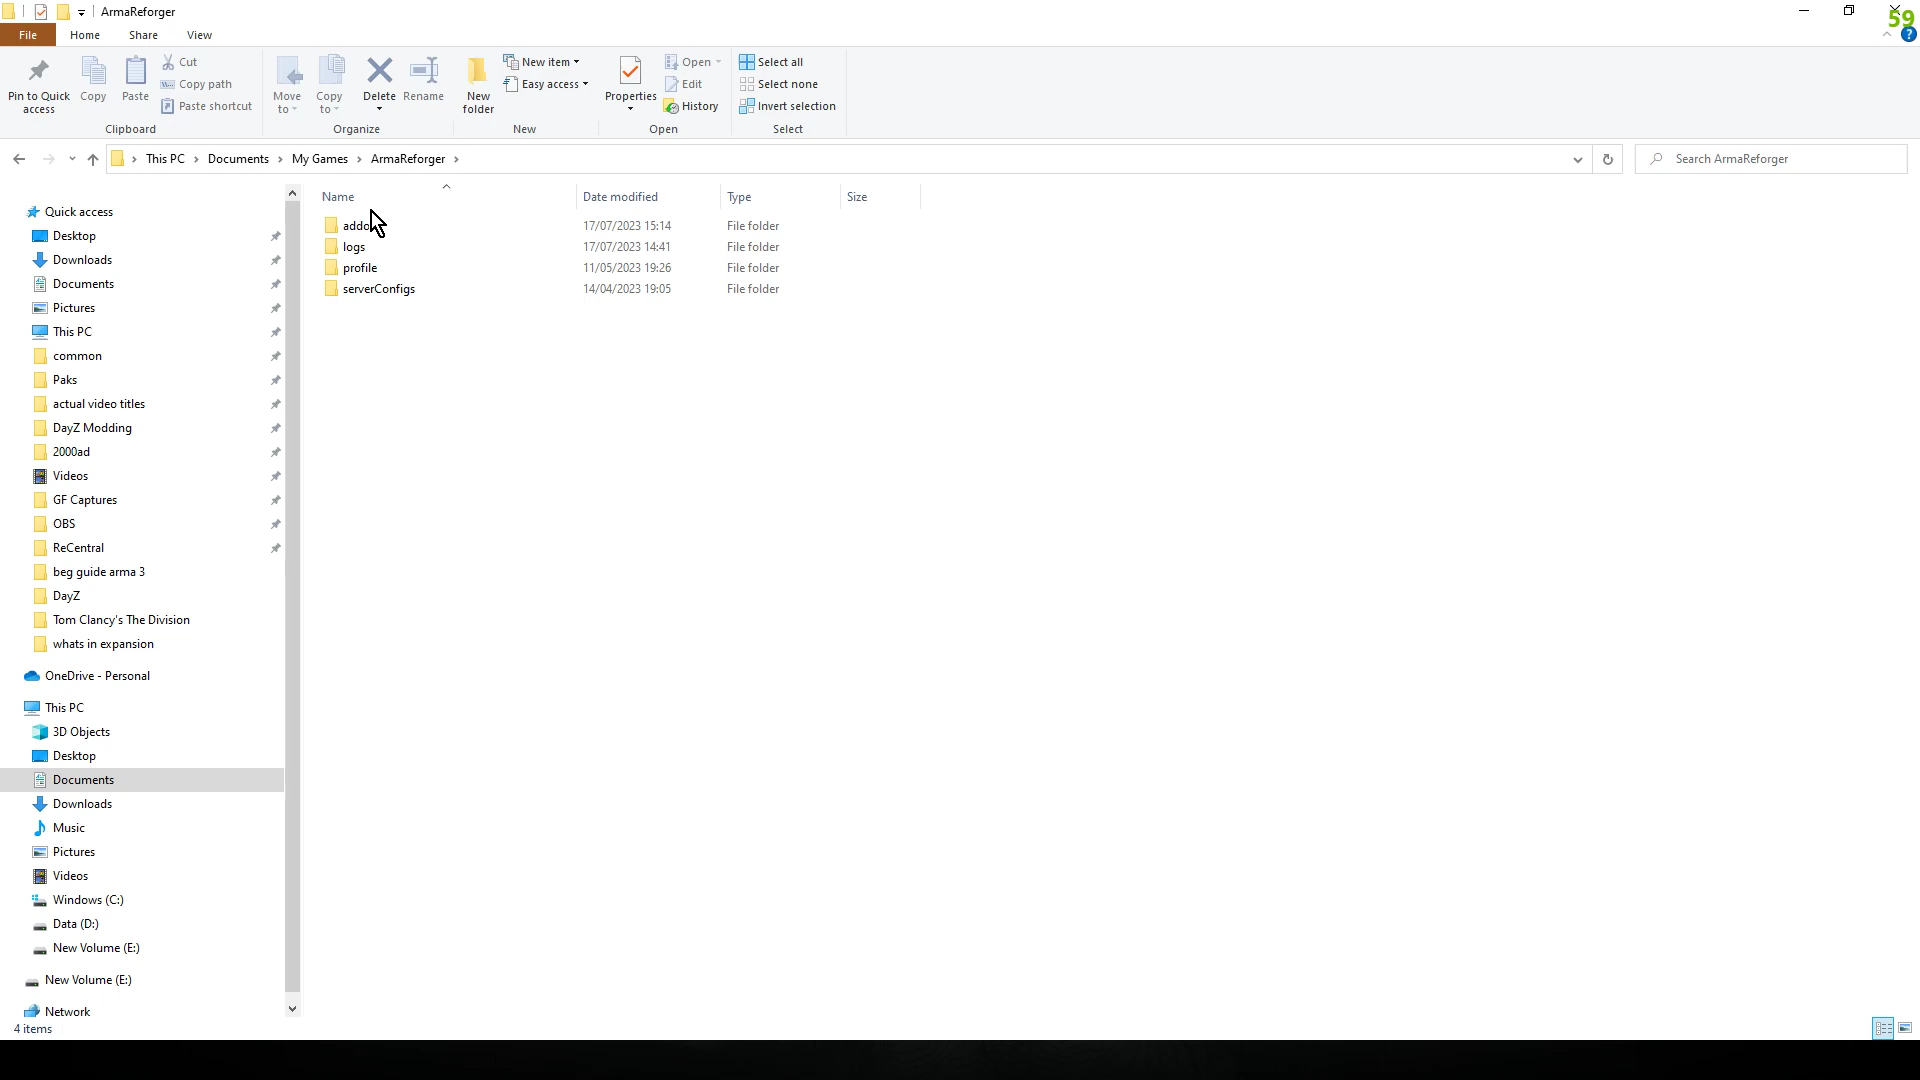 ArmaReforger
59
File Home Share View
Pin to Quick access
Copy
Paste
Cut
Copy path
Paste shortcut
Clipboard
Move to
Copy to
Delete
Rename
Organize
New folder
New item
Easy access
New
Properties
Open
Edit
History
Open
Select all
Select none
Invert selection
Select
This PC > Documents > My Games > ArmaReforger >
Search ArmaReforger
Name Date modified Type Size
17/07/2023 15:14 File folder
logs 17/07/2023 14:41 File folder
profile 11/05/2023 19:26 File folder
serverConfigs 14/04/2023 19:05 File folder
Quick access
Desktop
Downloads
Documents
Pictures
This PC
common
Paks
actual video titles
DayZ Modding
2000ad
Videos
GF Captures
OBS
ReCentral
beg guide arma 3
DayZ
Tom Clancy's The Division
whats in expansion
OneDrive - Personal
This PC
3D Objects
Desktop
Documents
Downloads
Music
Pictures
Videos
Windows (C:)
Data (D:)
New Volume (E:)
New Volume (E:)
Network
4 items